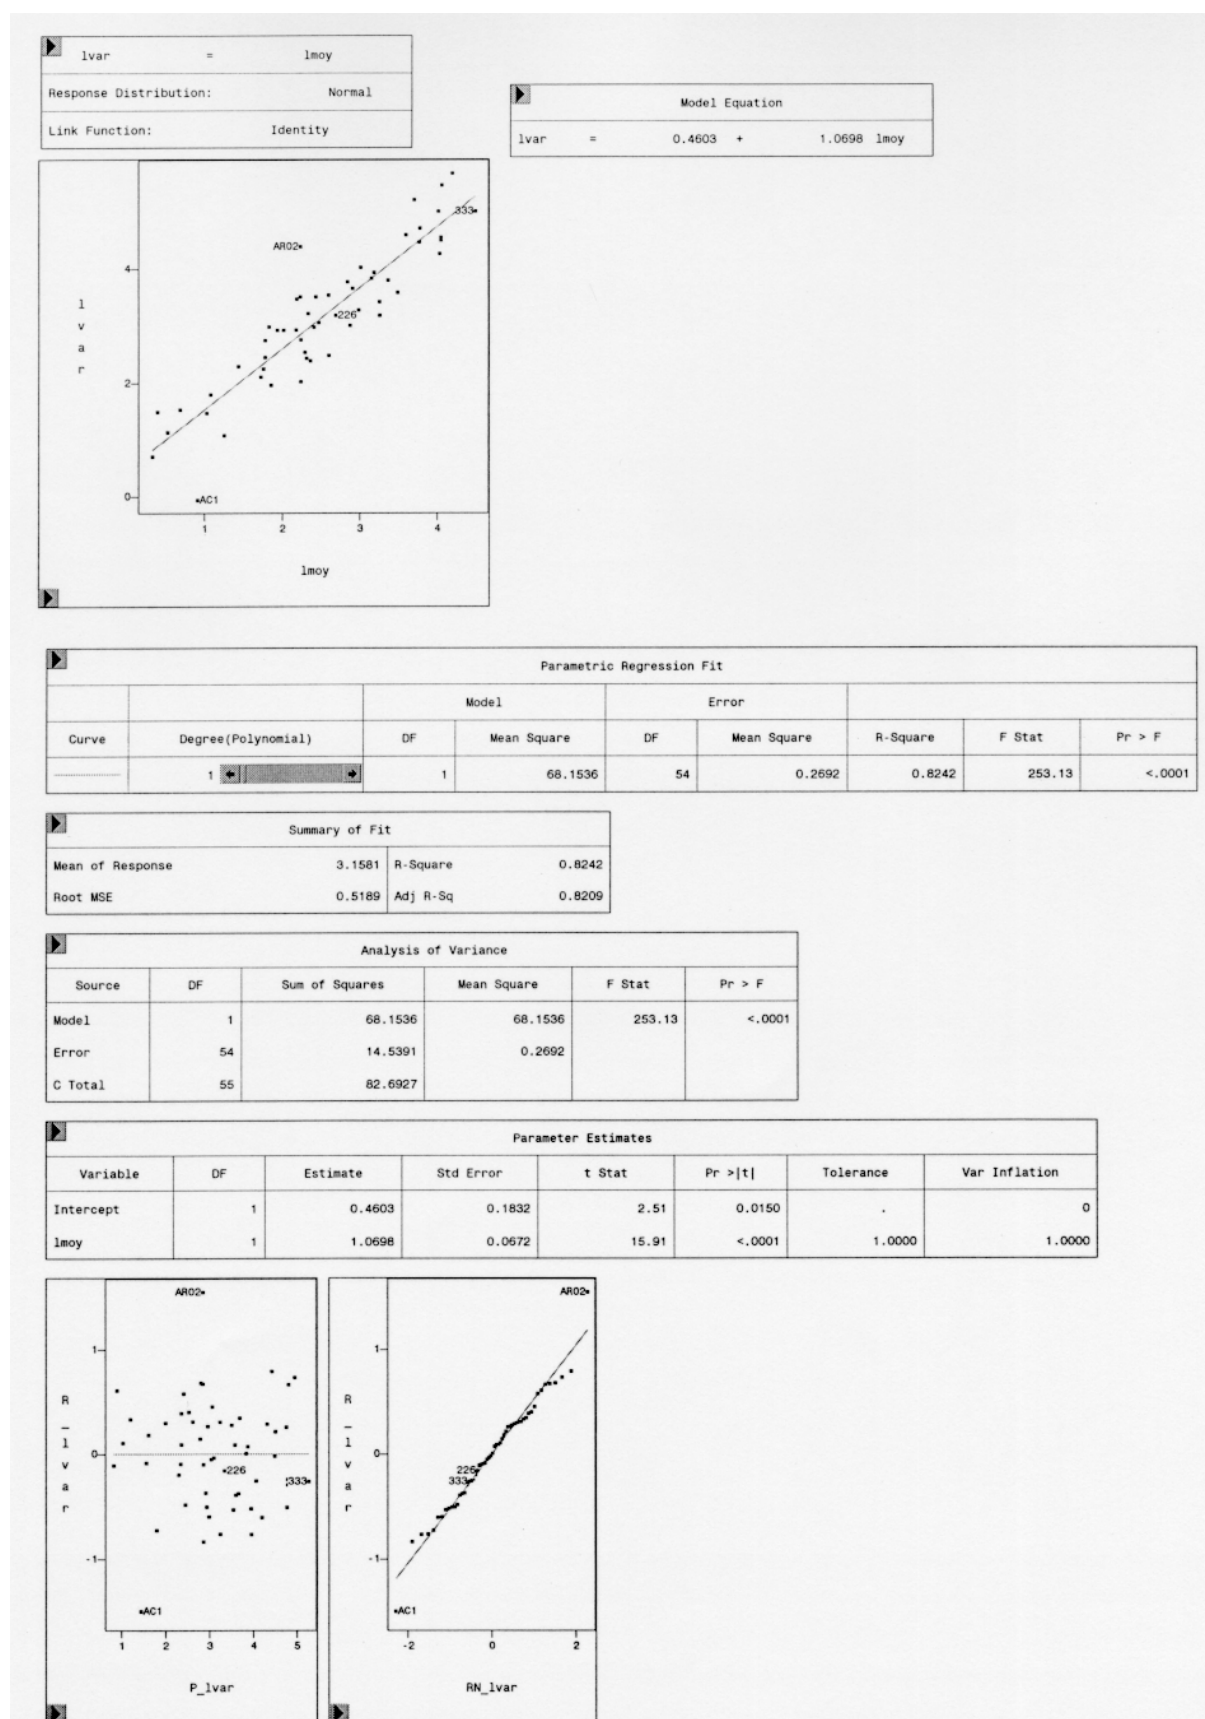 lvar = lmoy
Response Distribution: Normal
Link Function: Identity
Model Equation
lvar = 0.4603 + 1.0698 lmoy
333
AR02
4
l
v
a
r
226
2
0
AC1
1 2 3 4
lmoy
Parametric Regression Fit
Model Error
Curve Degree(Polynomial) DF Mean Square DF Mean Square R-Square F Stat Pr > F
1 1 68.1536 54 0.2692 0.8242 253.13 <.0001
Summary of Fit
Mean of Response 3.1581 R-Square 0.8242
Root MSE 0.5189 Adj R-Sq 0.8209
Analysis of Variance
Source DF Sum of Squares Mean Square F Stat Pr > F
Model 1 68.1536 68.1536 253.13 <.0001
Error 54 14.5391 0.2692
C Total 55 82.6927
Parameter Estimates
Variable DF Estimate Std Error t Stat Pr >|t| Tolerance Var Inflation
Intercept 1 0.4603 0.1832 2.51 0.0150 . 0
lmoy 1 1.0698 0.0672 15.91 <.0001 1.0000 1.0000
AR02
1
R
_
l
v
a
r
0
226
333
-1
AC1
1 2 3 4 5
P_lvar
AR02
1
R
_
l
v
a
r
0
226
333
-1
AC1
-2 0 2
RN_lvar